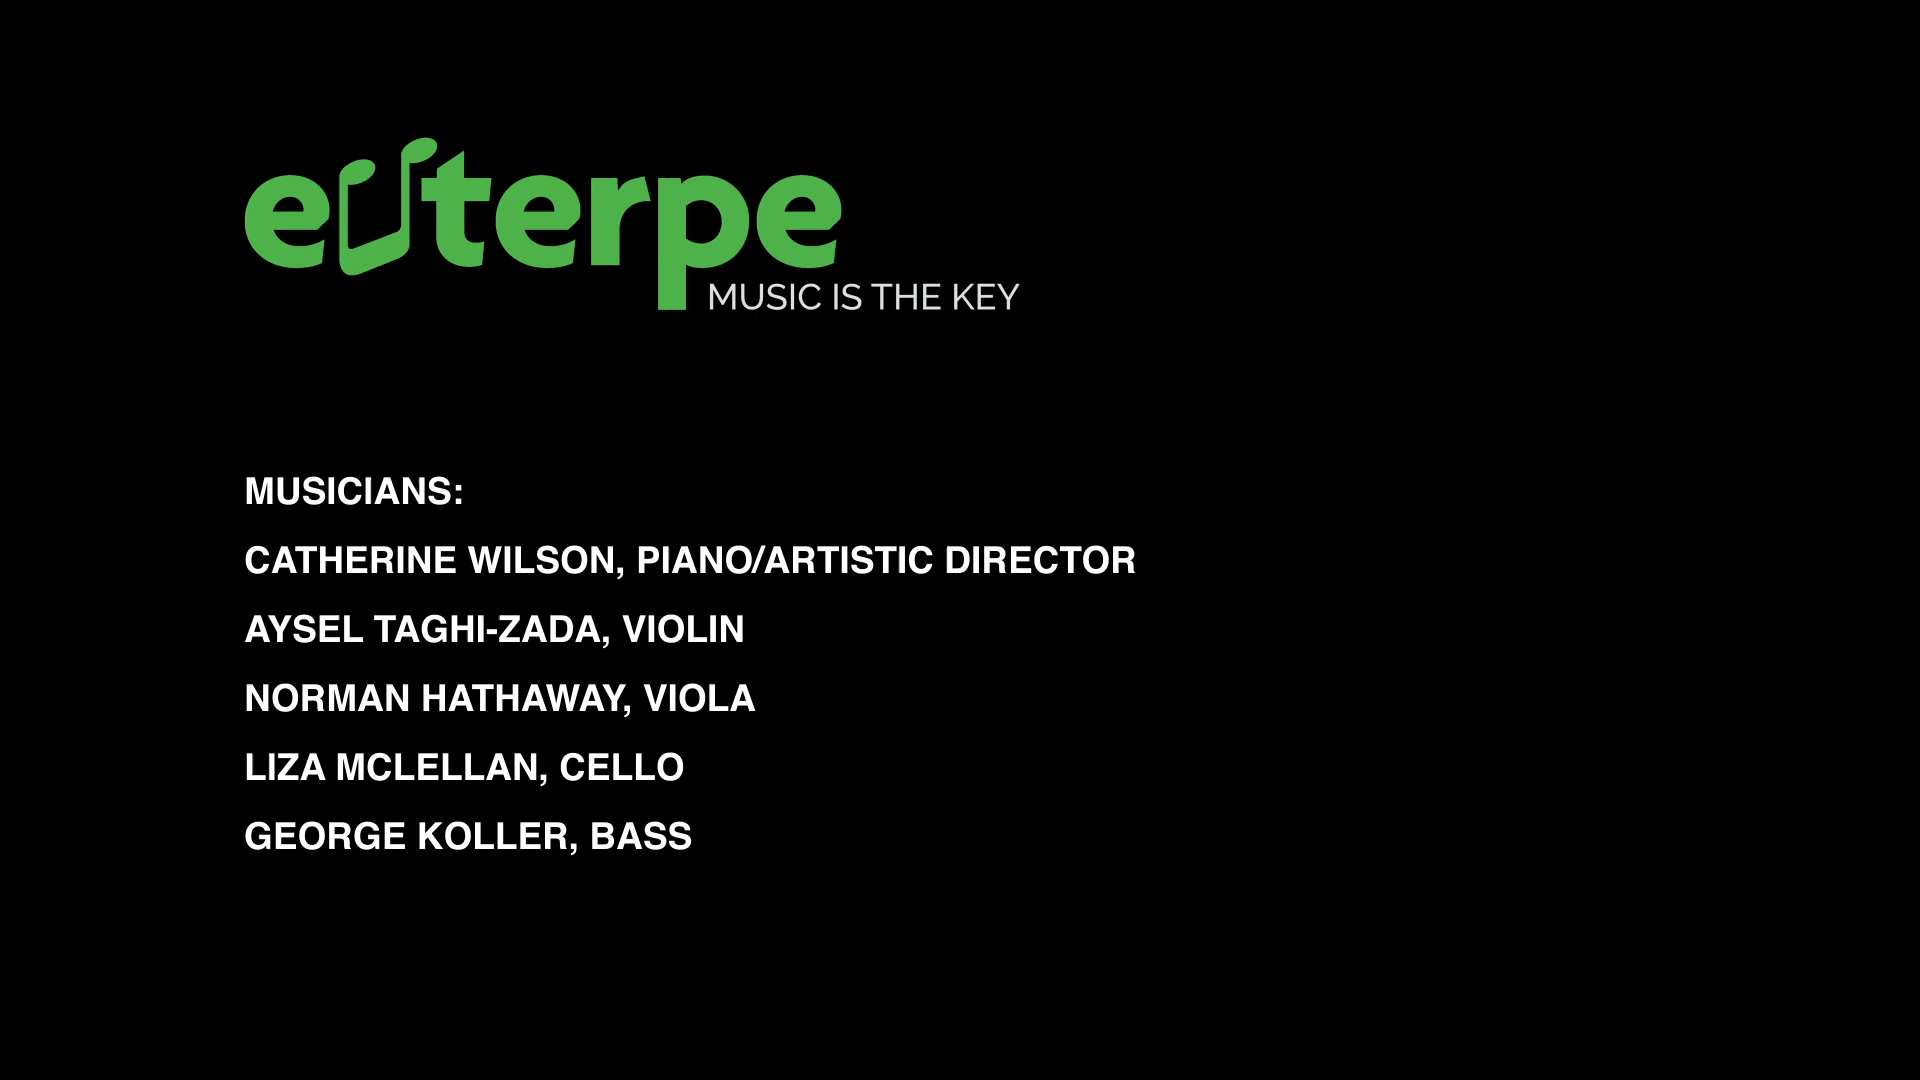 euterpe
MUSIC IS THE KEY
MUSICIANS:
CATHERINE WILSON, PIANO/ARTISTIC DIRECTOR
AYSEL TAGHI-ZADA, VIOLIN
NORMAN HATHAWAY, VIOLA
LIZA MCLELLAN, CELLO
GEORGE KOLLER, BASS